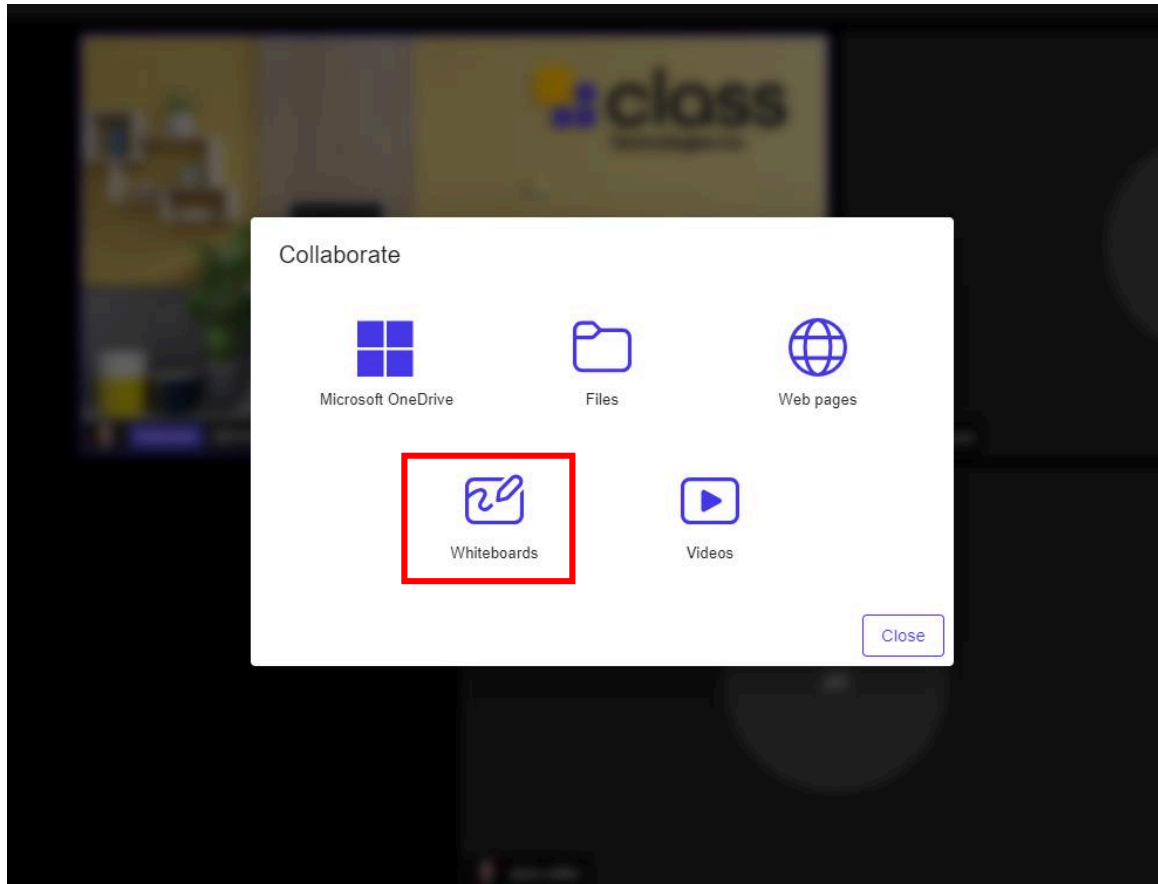 class
Collaborate
Microsoft OneDrive
Files
Web pages
Whiteboards
Videos
Close